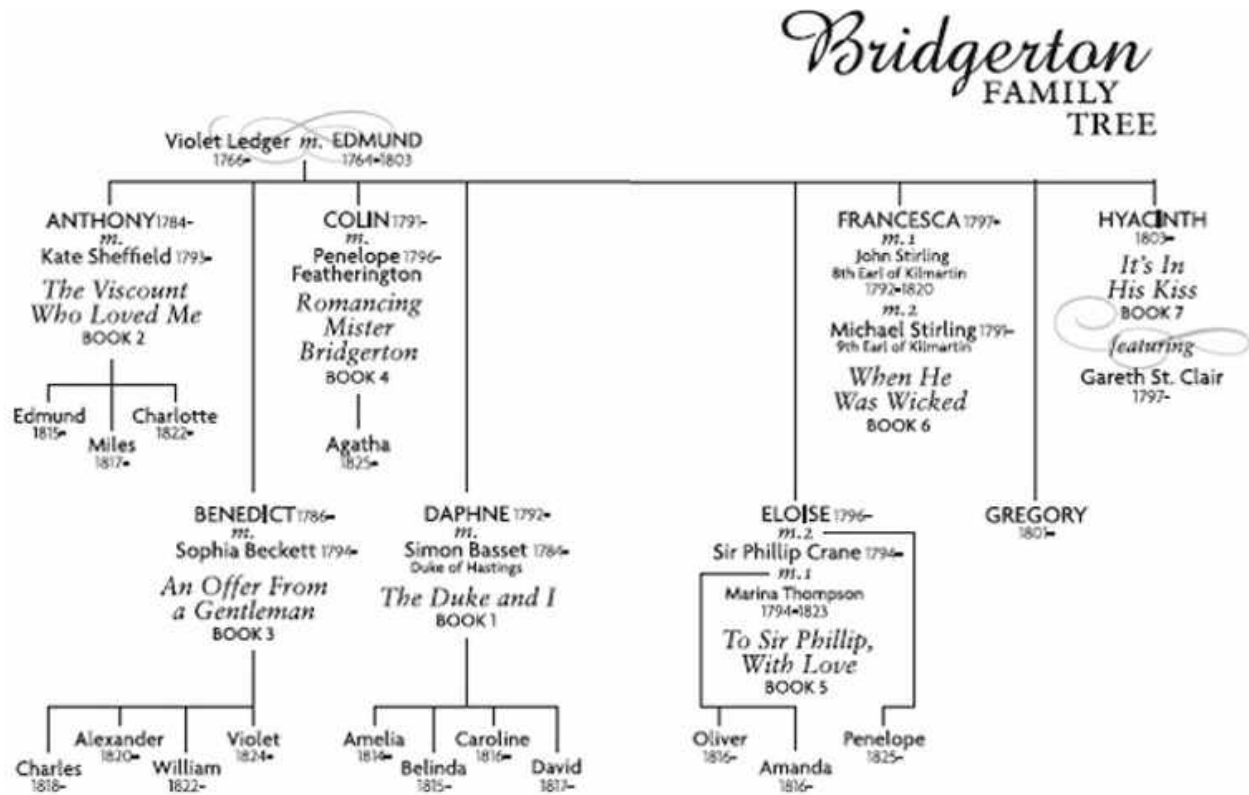 Bridgerton
FAMILY
TREE
Violet Ledger m. EDMUND
1766- 1764-1803
ANTHONY 1784-
m.
Kate Sheffield 1793-
The Viscount
Who Loved Me
BOOK 2
Edmund
1815-
Miles
1817-
Charlotte
1822-
COLIN 1791-
m.
Penelope 1796-
Featherington
Romancing
Mister
Bridgerton
BOOK 4
Agatha
1825-
FRANCESCA 1797-
m.1
John Stirling
8th Earl of Kilmartin
1792-1820
m.2
Michael Stirling 1791-
9th Earl of Kilmartin
When He
Was Wicked
BOOK 6
HYACINTH
1803-
It's In
His Kiss
BOOK 7
featuring
Gareth St. Clair
1797-
BENEDICT 1786-
m.
Sophia Beckett 1794-
An Offer From
a Gentleman
BOOK 3
Charles
1818-
Alexander
1820-
William
1822-
Violet
1824-
DAPHNE 1792-
m.
Simon Basset 1784-
Duke of Hastings
The Duke and I
BOOK 1
Amelia
1814-
Belinda
1815-
Caroline
1816-
David
1817-
ELOISE 1796-
m.2
Sir Phillip Crane 1794-
m.1
Marina Thompson
1794-1823
To Sir Phillip,
With Love
BOOK 5
Oliver
1816-
Amanda
1816-
Penelope
1825-
GREGORY
1801-